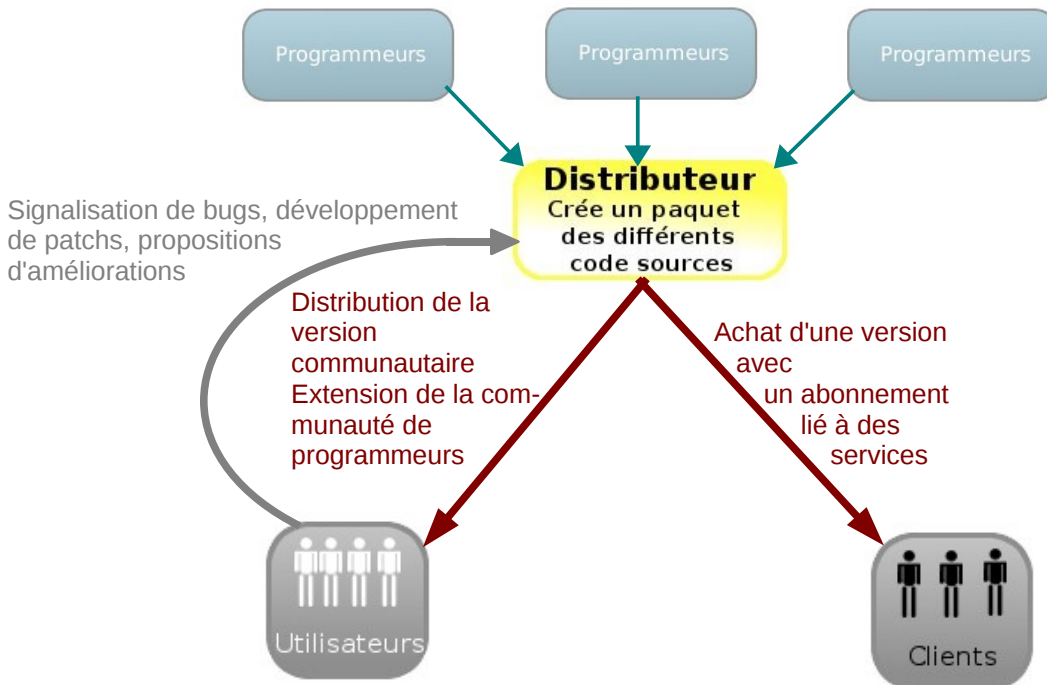 Programmeurs
Programmeurs
Programmeurs
Distributeur
Crée un paquet
des différents
code sources
Signalisation de bugs, développement
de patchs, propositions
d'améliorations
Distribution de la
version
communautaire
Extension de la com-
munauté de
programmeurs
Achat d'une version
avec
un abonnement
lié à des
services
Utilisateurs
Clients